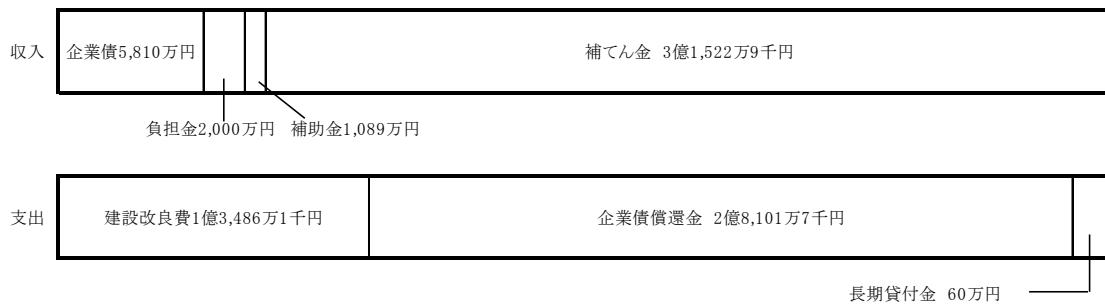 収入
企業債5,810万円
補てん金 3億1,522万9千円
負担金2,000万円
補助金1,089万円
支出
建設改良費1億3,486万1千円
企業債償還金 2億8,101万7千円
長期貸付金 60万円